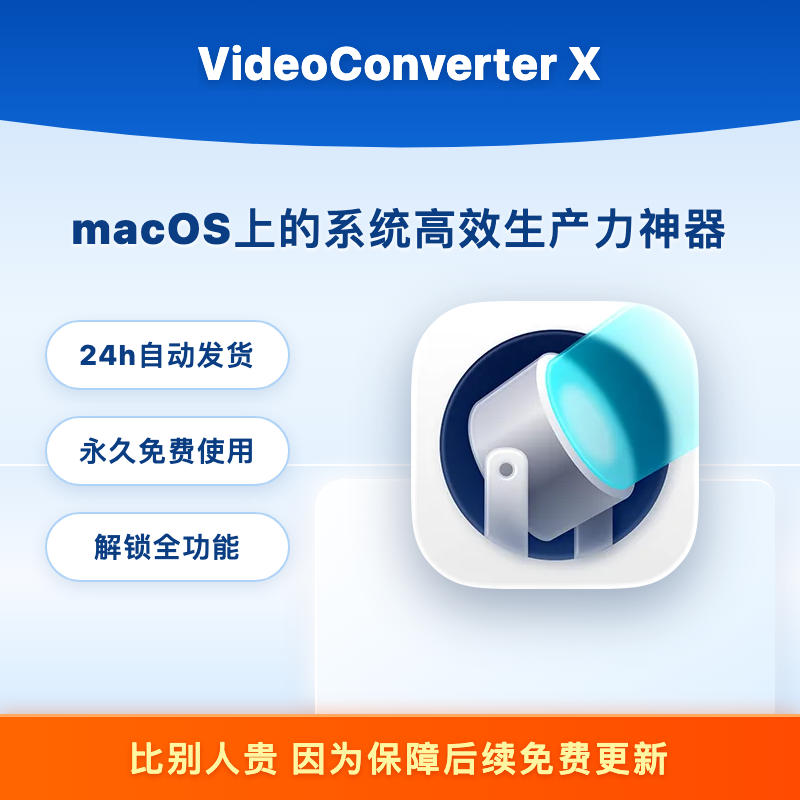 VideoConverter X
macOS上的系统高效生产力神器
24h自动发货
永久免费使用
解锁全功能
比别人贵 因为保障后续免费更新